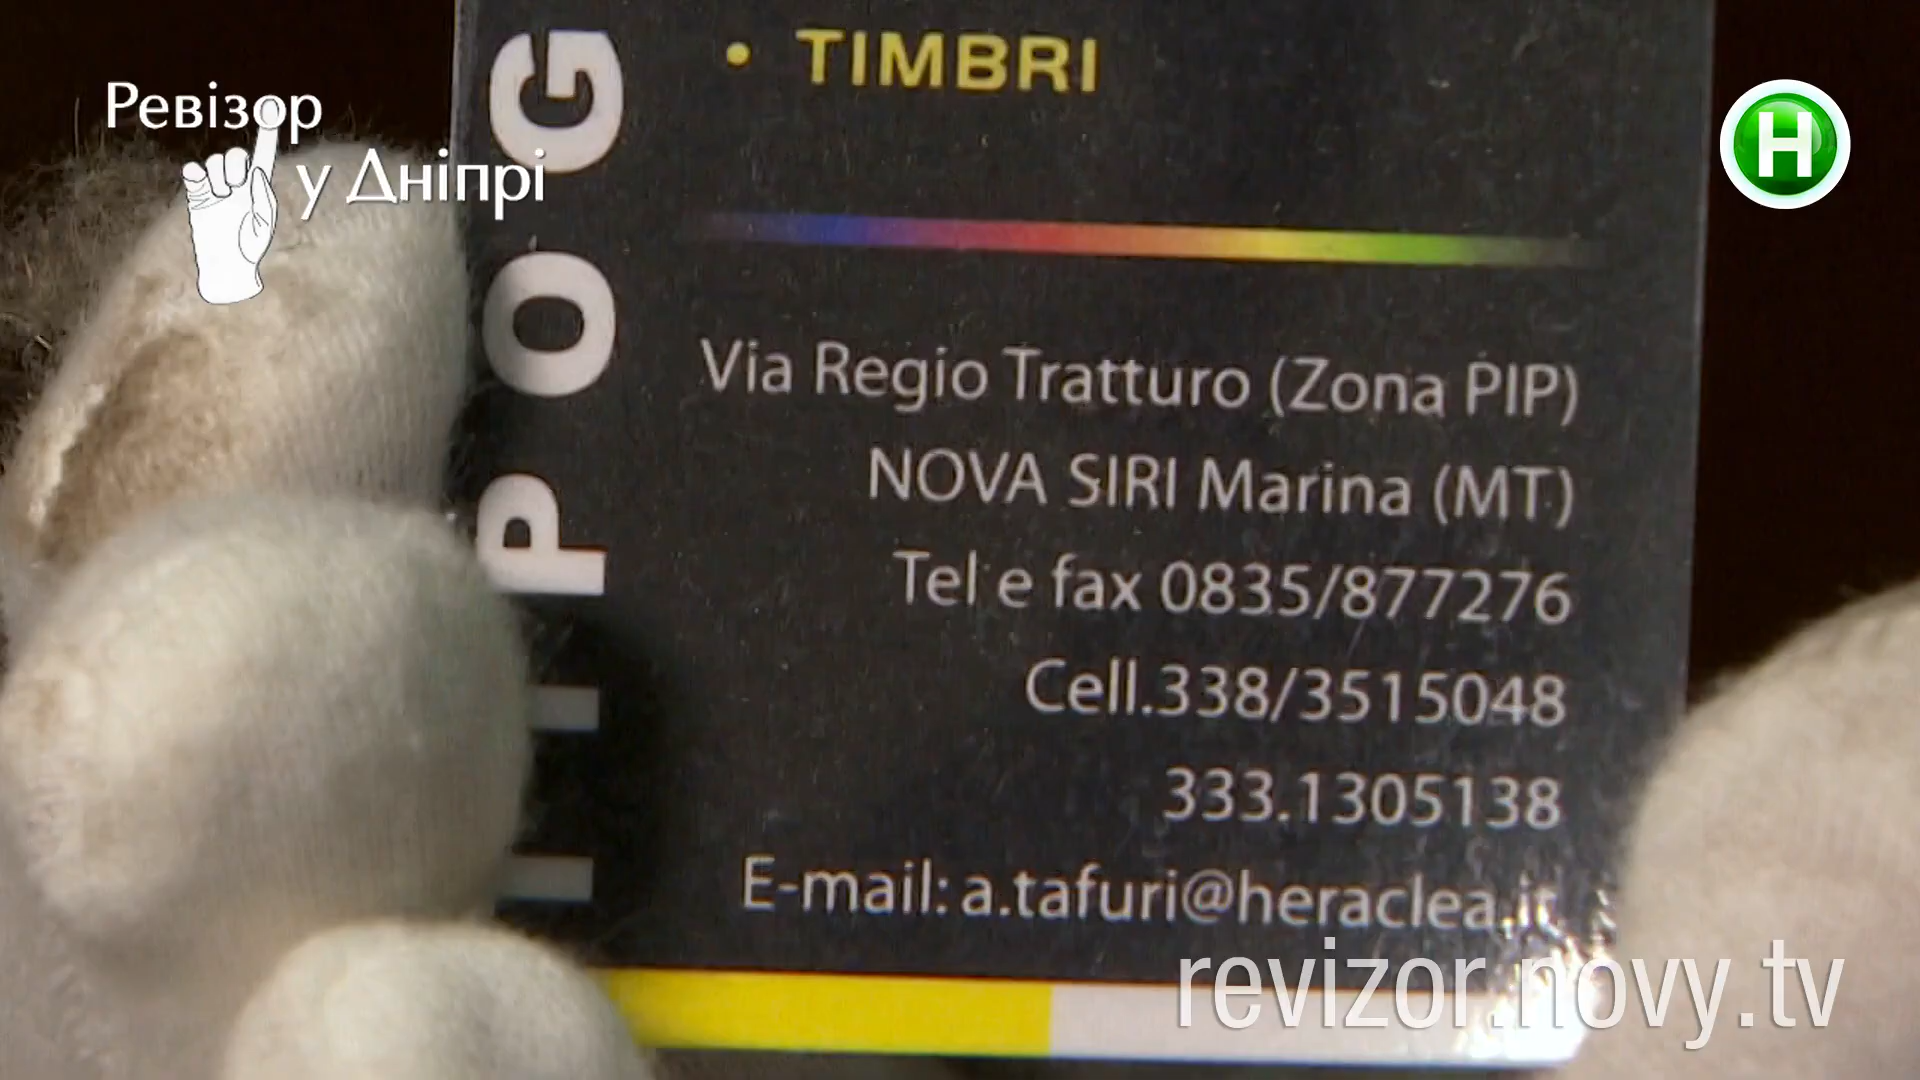 Ревізор
у Дніпрі
H
• TIMBRI
Via Regio Tratturo (Zona PIP)
NOVA SIRI Marina (MT)
Tel e fax 0835/877276
Cell.338/3515048
333.1305138
E-mail: a.tafuri@heraclea.it
revizor.novy.tv